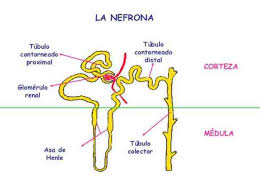 LA NEFRONA
Túbulo
contorneado
proximal
Túbulo
contorneado
distal
CORTEZA
Glomérulo
renal
MÉDULA
Asa de
Henle
Túbulo
colector